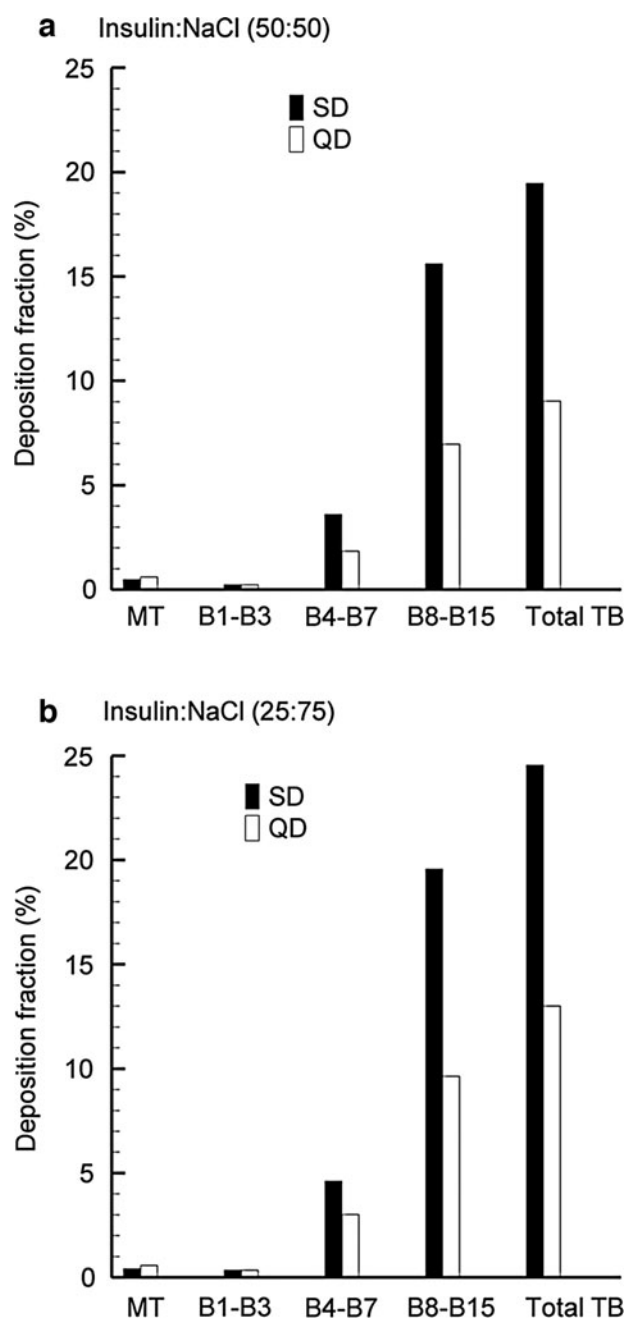 a Insulin:NaCl (50:50)
25
SD
QD
20
15
10
5
0
Deposition fraction (%)
MT B1-B3 B4-B7 B8-B15 Total TB
b Insulin:NaCl (25:75)
25
SD
QD
20
15
10
5
0
Deposition fraction (%)
MT B1-B3 B4-B7 B8-B15 Total TB